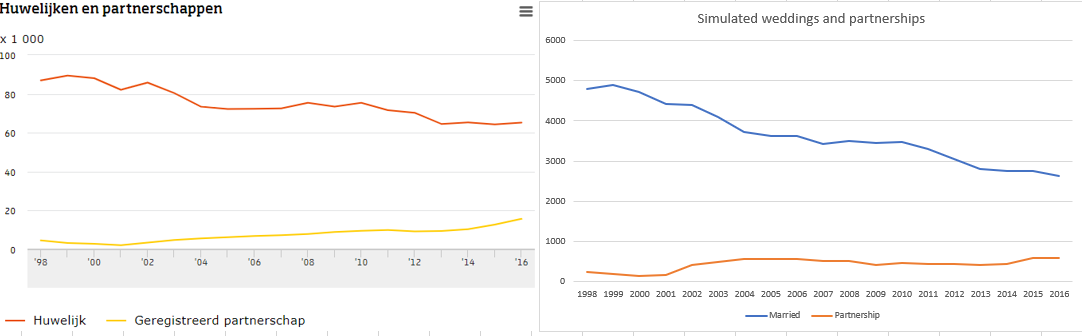 Huwelijken en partnerschappen
x 1 000
100
80
60
40
20
0
'98 '00 '02 '04 '06 '08 '10 '12 '14 '16
Huwelijk Geregistreerd partnerschap
Simulated weddings and partnerships
6000
5000
4000
3000
2000
1000
0
1998 1999 2000 2001 2002 2003 2004 2005 2006 2007 2008 2009 2010 2011 2012 2013 2014 2015 2016
Married Partnership